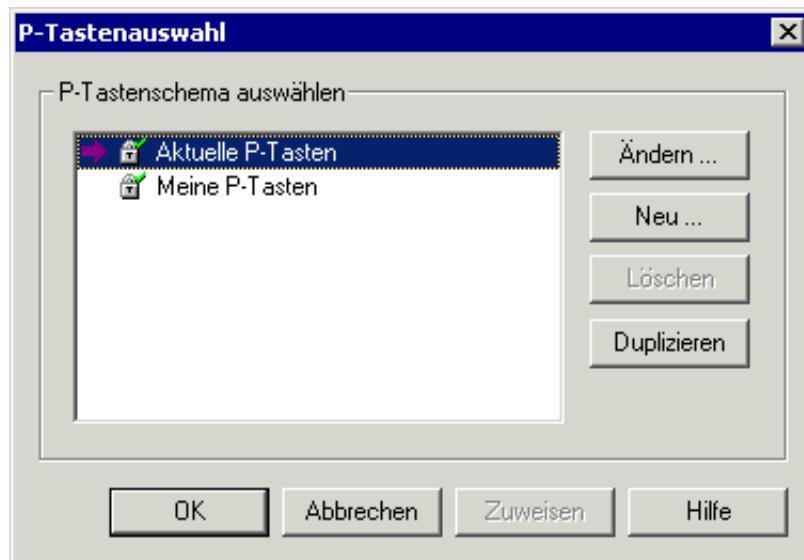 P-Tastenauswahl
P-Tastenschema auswählen
Aktuelle P-Tasten
Meine P-Tasten
Ändern ...
Neu ...
Löschen
Duplizieren
OK
Abbrechen
Zuweisen
Hilfe